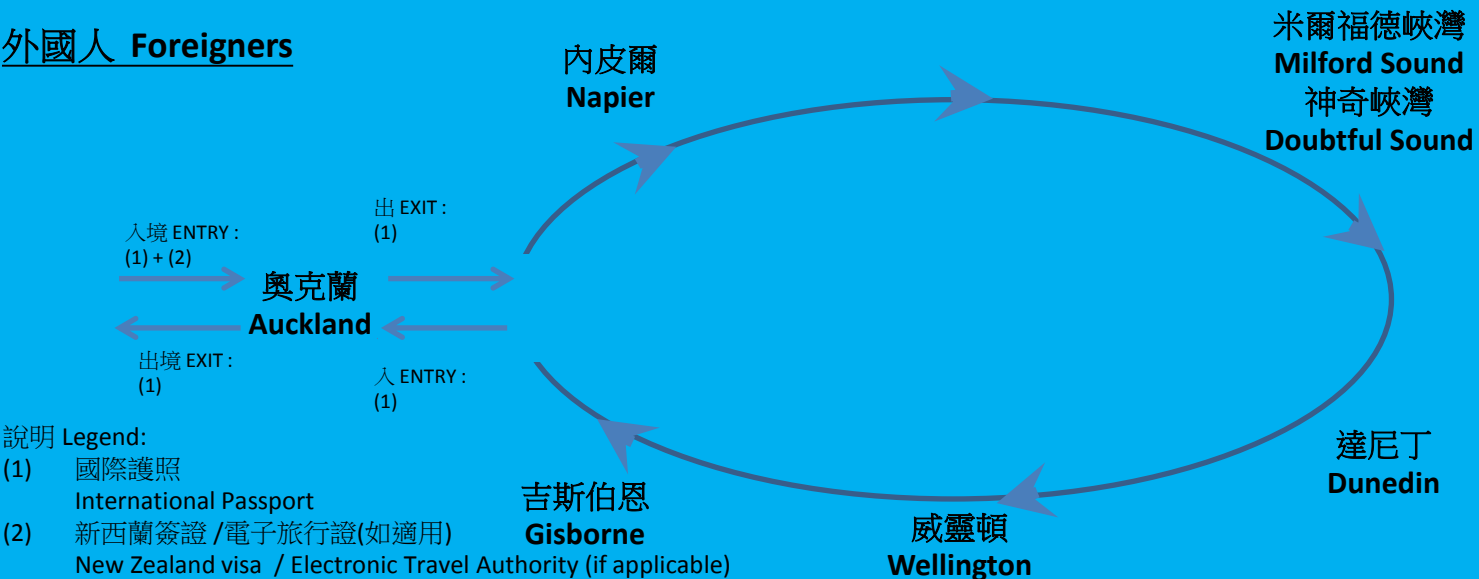 外國人 Foreigners
內皮爾
Napier
米爾福德峽灣
Milford Sound
神奇峽灣
Doubtful Sound
入境 ENTRY :
(1) + (2)
出 EXIT :
(1)
奧克蘭
Auckland
出境 EXIT :
(1)
入 ENTRY :
(1)
達尼丁
Dunedin
威靈頓
Wellington
吉斯伯恩
Gisborne
說明 Legend:
(1) 國際護照
International Passport
(2) 新西蘭簽證 /電子旅行證(如適用)
New Zealand visa / Electronic Travel Authority (if applicable)